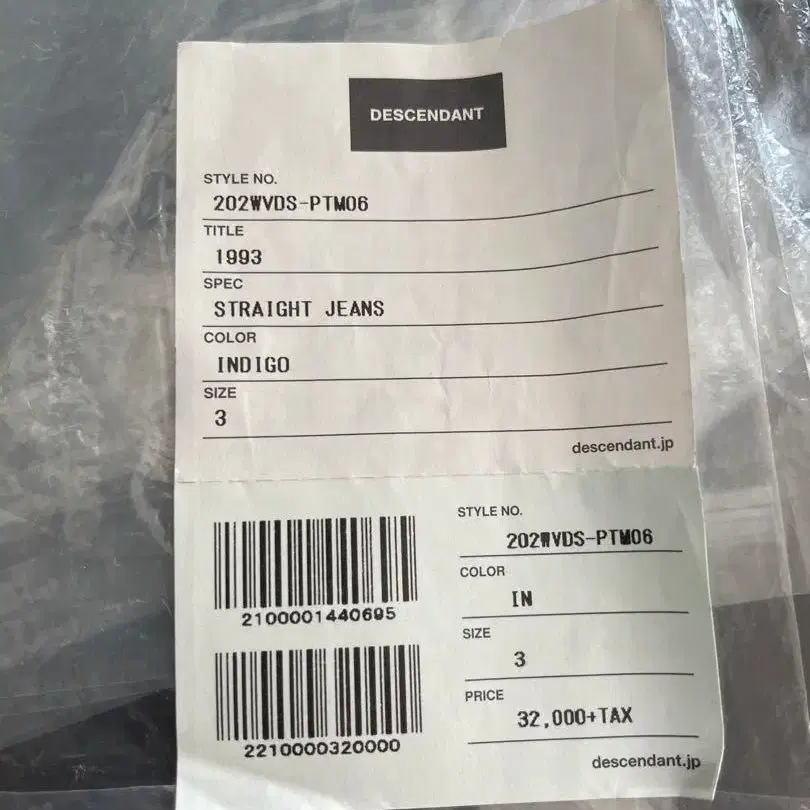 DESCENDANT
STYLE NO.
202WVDS-PTM06
TITLE
1993
SPEC
STRAIGHT JEANS
COLOR
INDIGO
SIZE
3
descendant.jp
2100001440695
2210000320000
STYLE NO.
202WVDS-PTM06
COLOR
IN
SIZE
3
PRICE
32,000+TAX
descendant.jp